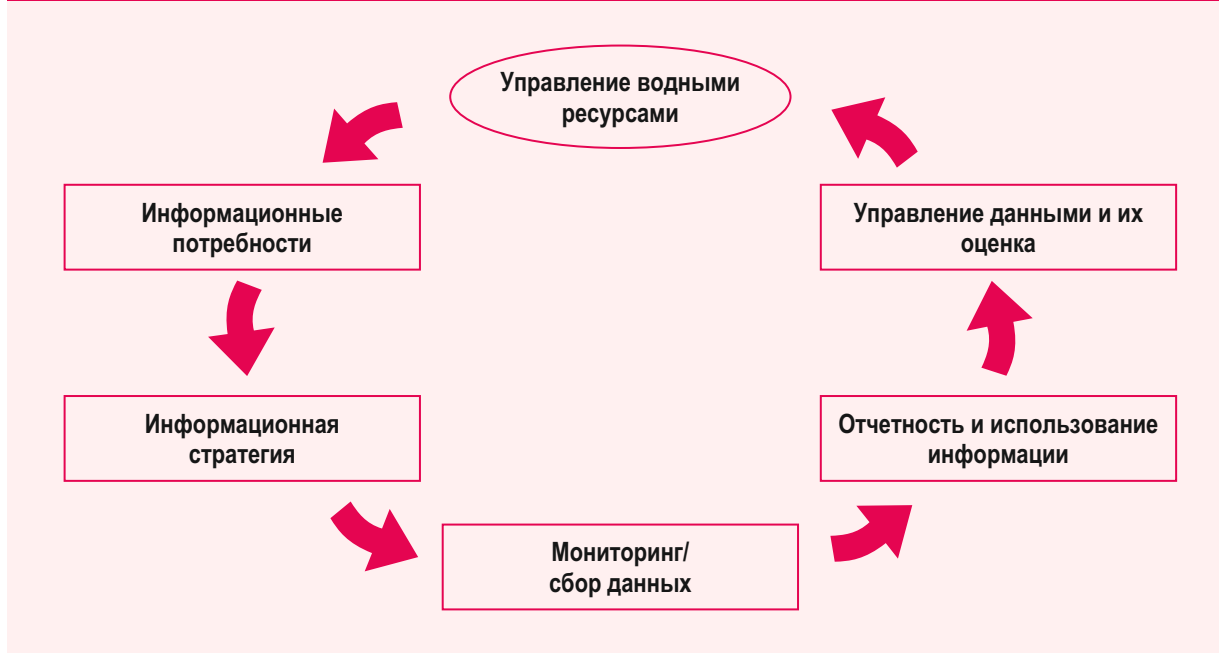 Управление водными
ресурсами
Информационные
потребности
Управление данными и их
оценка
Информационная
стратегия
Отчетность и использование
информации
Мониторинг/
сбор данных